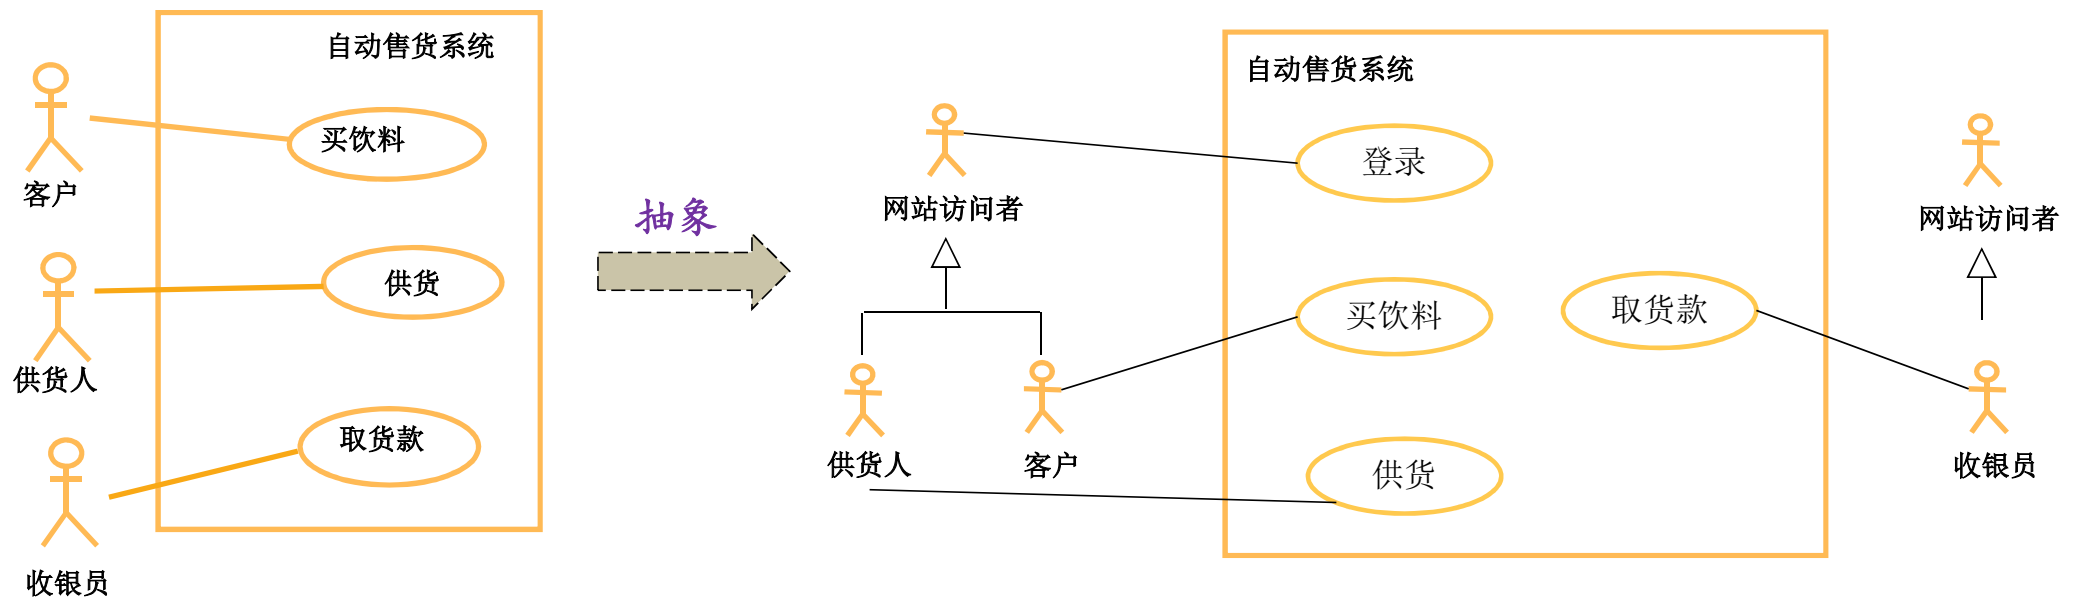 自动售货系统
买饮料
客户
供货
供货人
取货款
收银员
抽象
自动售货系统
网站访问者
登录
买饮料
取货款
供货人
客户
供货
网站访问者
收银员